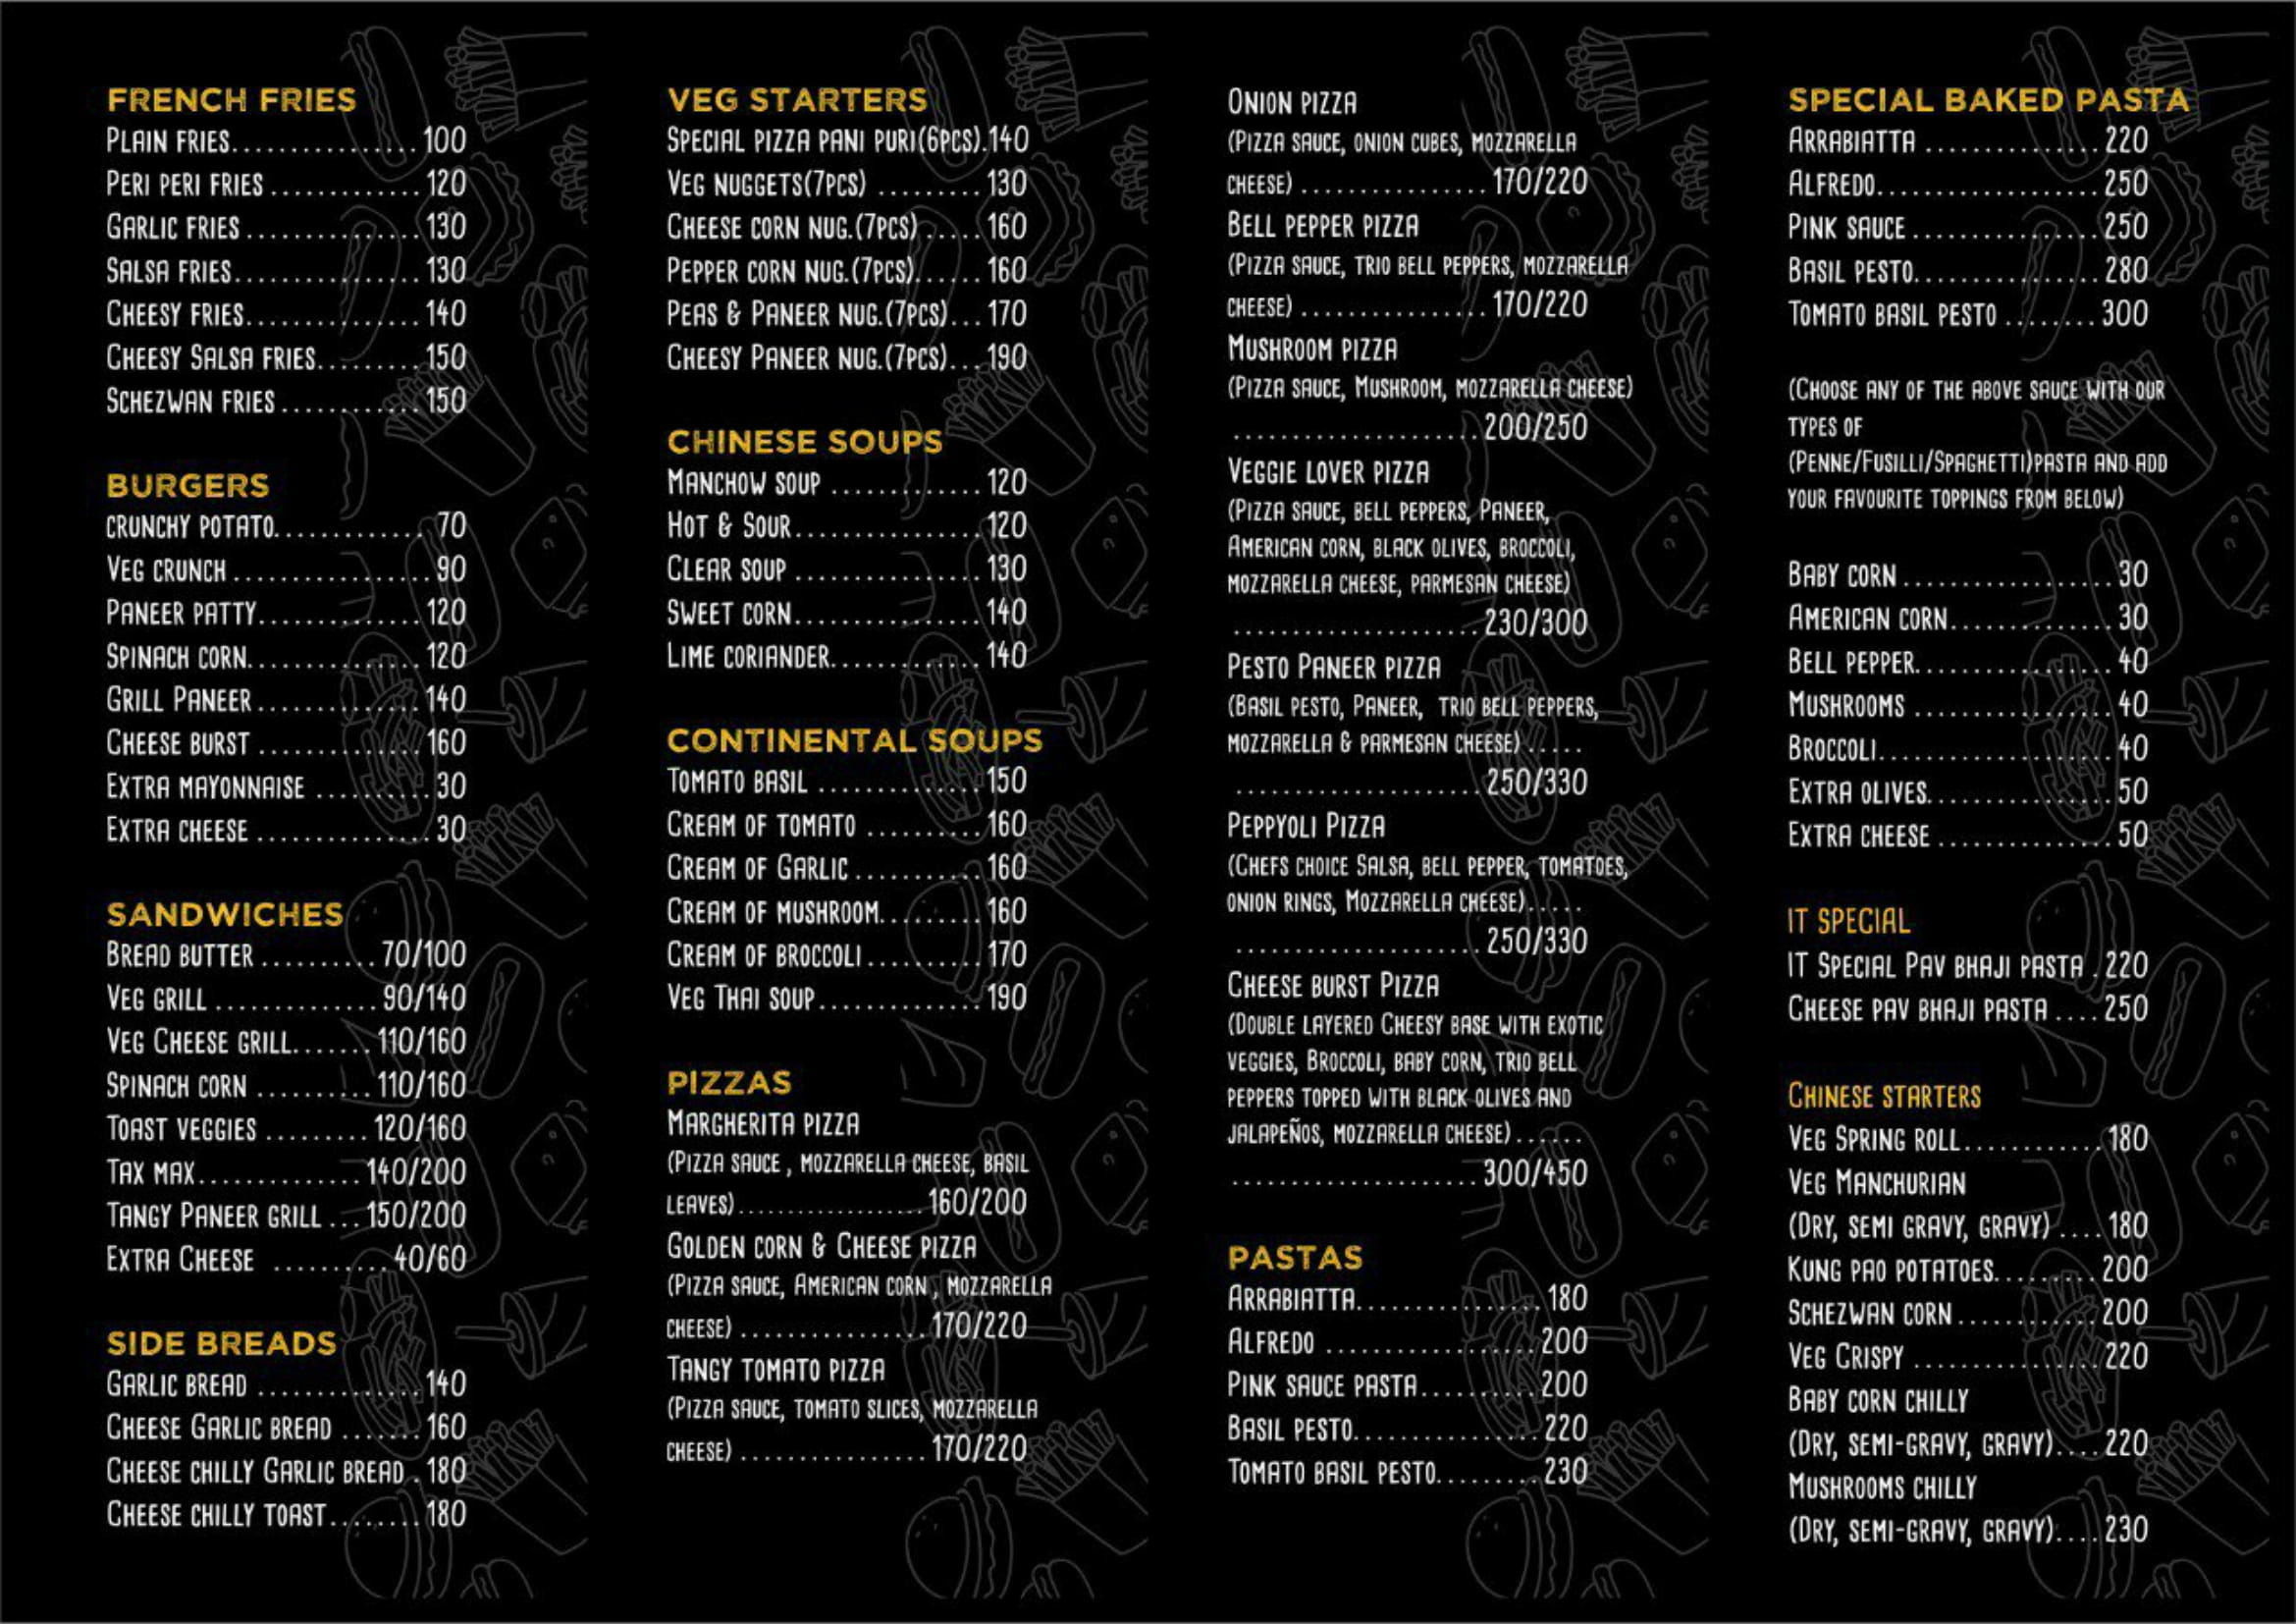 FRENCH FRIES
PLAIN FRIES................100
PERI PERI FRIES.............120
GARLIC FRIES...............130
SALSA FRIES................130
CHEESY FRIES...............140
CHEESY SALSA FRIES.........150
SCHEZWAN FRIES............150
BURGERS
CRUNCHY POTATO.............70
VEG CRUNCH.................90
PANEER PATTY..............120
SPINACH CORN...............120
GRILL PANEER..............140
CHEESE BURST..............160
EXTRA MAYONNAISE..........30
EXTRA CHEESE...............30
SANDWICHES
BREAD BUTTER..........70/100
VEG GRILL..............90/140
VEG CHEESE GRILL.......110/160
SPINACH CORN..........110/160
TOAST VEGGIES.........120/160
TAX MAX..............140/200
TANGY PANEER GRILL...150/200
EXTRA CHEESE ..........40/60
SIDE BREADS
GARLIC BREAD..............140
CHEESE GARLIC BREAD.......160
CHEESE CHILLY GARLIC BREAD.180
CHEESE CHILLY TOAST........180
VEG STARTERS
SPECIAL PIZZA PANI PURI(6PCS).140
VEG NUGGETS(7PCS).........130
CHEESE CORN NUG.(7PCS).....160
PEPPER CORN NUG.(7PCS)......160
PEAS & PANEER NUG.(7PCS)...170
CHEESY PANEER NUG.(7PCS)...190
CHINESE SOUPS
MANCHOW SOUP.............120
HOT & SOUR................120
CLEAR SOUP................130
SWEET CORN................140
LIME CORIANDER.............140
CONTINENTAL SOUPS
TOMATO BASIL..............150
CREAM OF TOMATO..........160
CREAM OF GARLIC...........160
CREAM OF MUSHROOM.........160
CREAM OF BROCCOLI..........170
VEG THAI SOUP..............190
PIZZAS
MARGHERITA PIZZA
(PIZZA SAUCE , MOZZARELLA CHEESE, BASIL
LEAVES)...................160/200
GOLDEN CORN & CHEESE PIZZA
(PIZZA SAUCE, AMERICAN CORN , MOZZARELLA
CHEESE)................170/220
TANGY TOMATO PIZZA
(PIZZA SAUCE, TOMATO SLICES, MOZZARELLA
CHEESE)................170/220
ONION PIZZA
(PIZZA SAUCE, ONION CUBES, MOZZARELLA
CHEESE)................170/220
BELL PEPPER PIZZA
(PIZZA SAUCE, TRIO BELL PEPPERS, MOZZARELLA
CHEESE)................170/220
MUSHROOM PIZZA
(PIZZA SAUCE, MUSHROOM, MOZZARELLA CHEESE)
.....................200/250
VEGGIE LOVER PIZZA
(PIZZA SAUCE, BELL PEPPERS, PANEER,
AMERICAN CORN, BLACK OLIVES, BROCCOLI,
MOZZARELLA CHEESE, PARMESAN CHEESE)
.....................230/300
PESTO PANEER PIZZA
(BASIL PESTO, PANEER, TRIO BELL PEPPERS,
MOZZARELLA & PARMESAN CHEESE).....
.....................250/330
PEPPYOLI PIZZA
(CHEFS CHOICE SALSA, BELL PEPPER, TOMATOES,
ONION RINGS, MOZZARELLA CHEESE).....
.....................250/330
CHEESE BURST PIZZA
(DOUBLE LAYERED CHEESY BASE WITH EXOTIC
VEGGIES, BROCCOLI, BABY CORN, TRIO BELL
PEPPERS TOPPED WITH BLACK OLIVES AND
JALAPEÑOS, MOZZARELLA CHEESE)......
.....................300/450
PASTAS
ARRABIATTA................180
ALFREDO..................200
PINK SAUCE PASTA..........200
BASIL PESTO................220
TOMATO BASIL PESTO.........230
SPECIAL BAKED PASTA
ARRABIATTA...............220
ALFREDO...................250
PINK SAUCE................250
BASIL PESTO................280
TOMATO BASIL PESTO........300
(CHOOSE ANY OF THE ABOVE SAUCE WITH OUR
TYPES OF
(PENNE/FUSILLI/SPAGHETTI)PASTA AND ADD
YOUR FAVOURITE TOPPINGS FROM BELOW)
BABY CORN..................30
AMERICAN CORN..............30
BELL PEPPER.................40
MUSHROOMS.................40
BROCCOLI....................40
EXTRA OLIVES................50
EXTRA CHEESE...............50
IT SPECIAL
IT SPECIAL PAV BHAJI PASTA.220
CHEESE PAV BHAJI PASTA....250
CHINESE STARTERS
VEG SPRING ROLL............180
VEG MANCHURIAN
(DRY, SEMI GRAVY, GRAVY)....180
KUNG PAO POTATOES.........200
SCHEZWAN CORN............200
VEG CRISPY................220
BABY CORN CHILLY
(DRY, SEMI-GRAVY, GRAVY)....220
MUSHROOMS CHILLY
(DRY, SEMI-GRAVY, GRAVY)....230